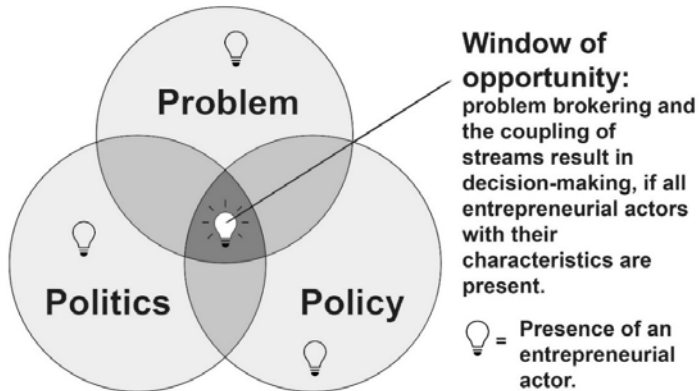 Problem
Politics
Policy
Window of
opportunity:
problem brokering and
the coupling of
streams result in
decision-making, if all
entrepreneurial actors
with their
characteristics are
present.
= Presence of an
entrepreneurial
actor.